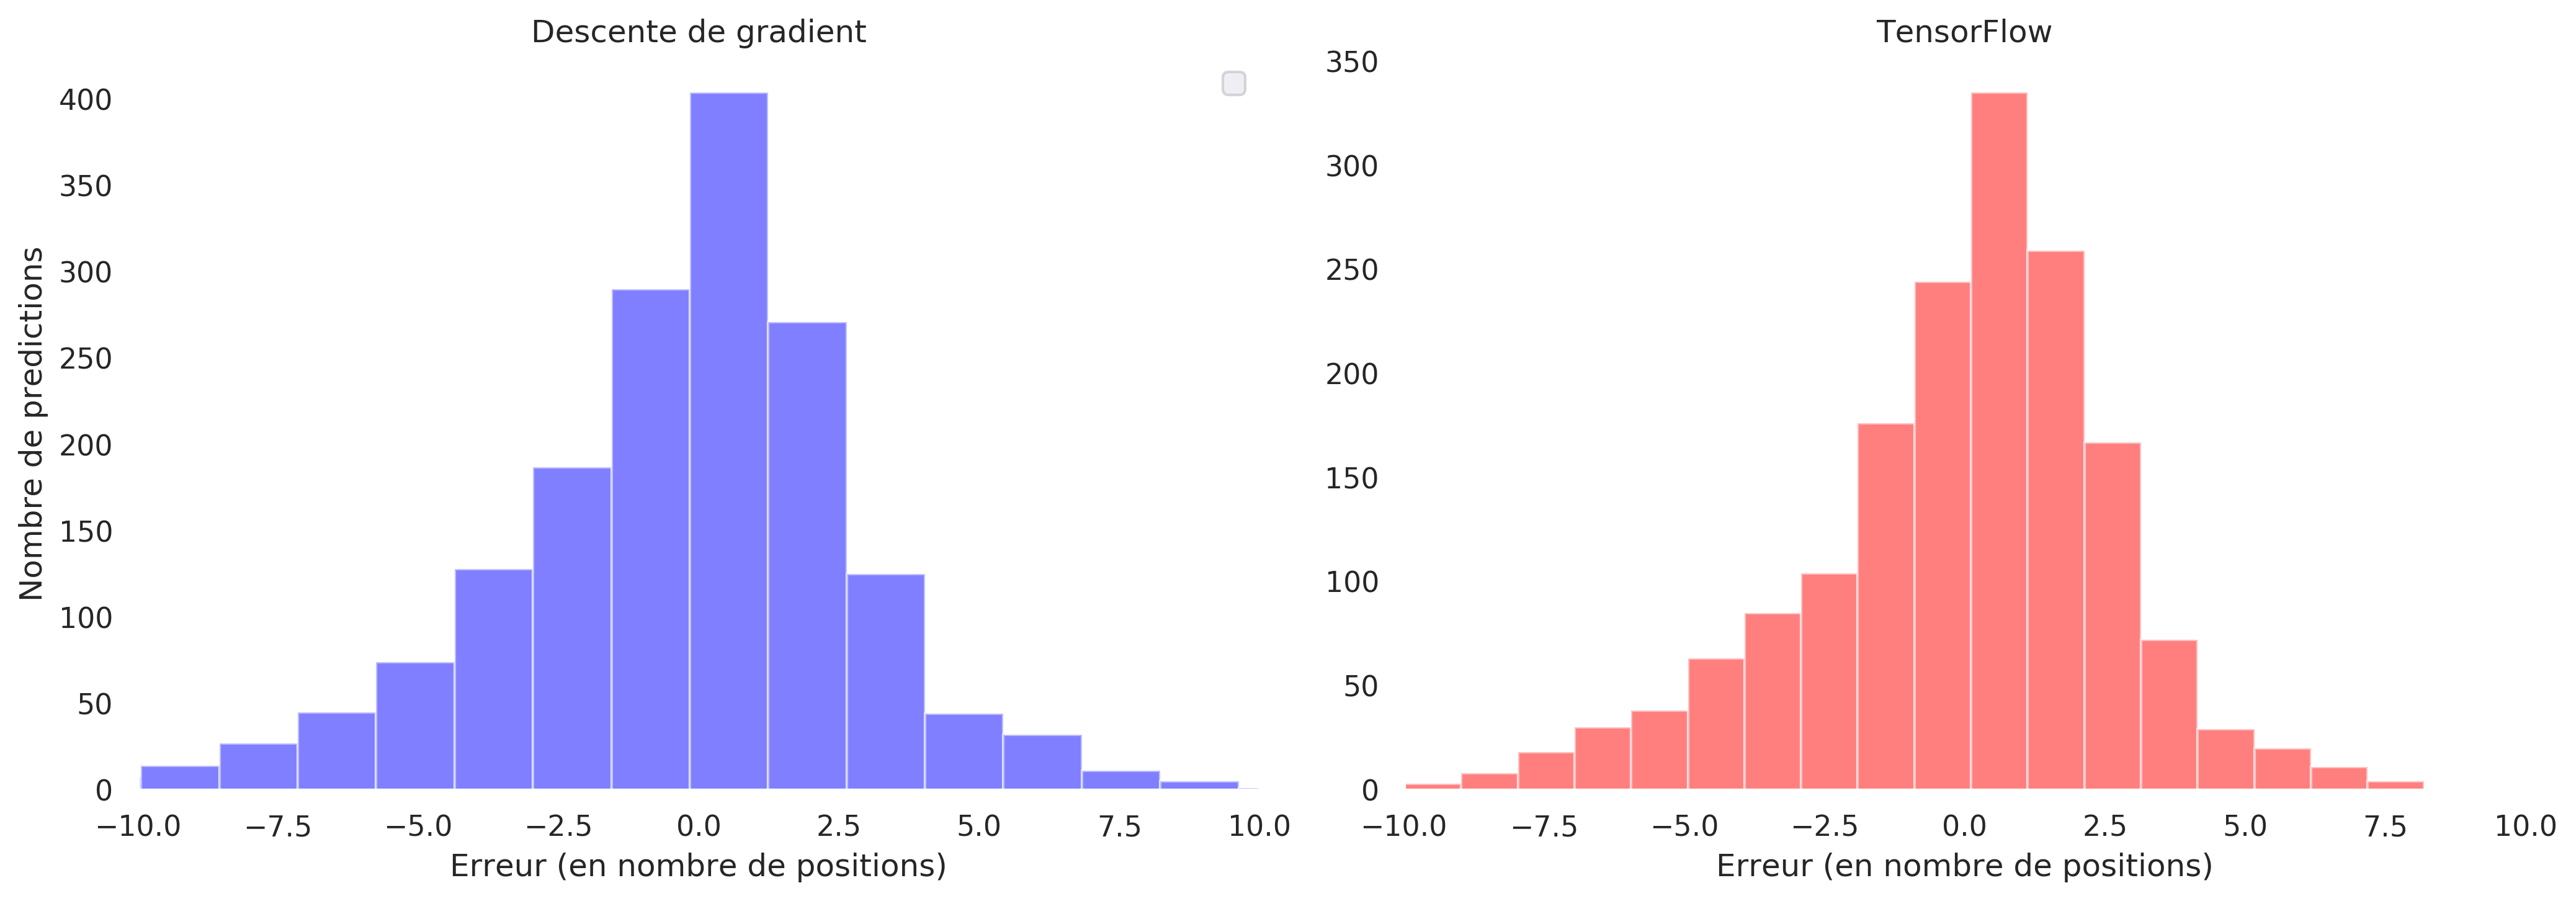 Descente de gradient
Nombre de predictions
400
350
300
250
200
150
100
50
0
−10.0 −7.5 −5.0 −2.5 0.0 2.5 5.0 7.5 10.0
Erreur (en nombre de positions)
TensorFlow
350
300
250
200
150
100
50
0
−10.0 −7.5 −5.0 −2.5 0.0 2.5 5.0 7.5 10.0
Erreur (en nombre de positions)